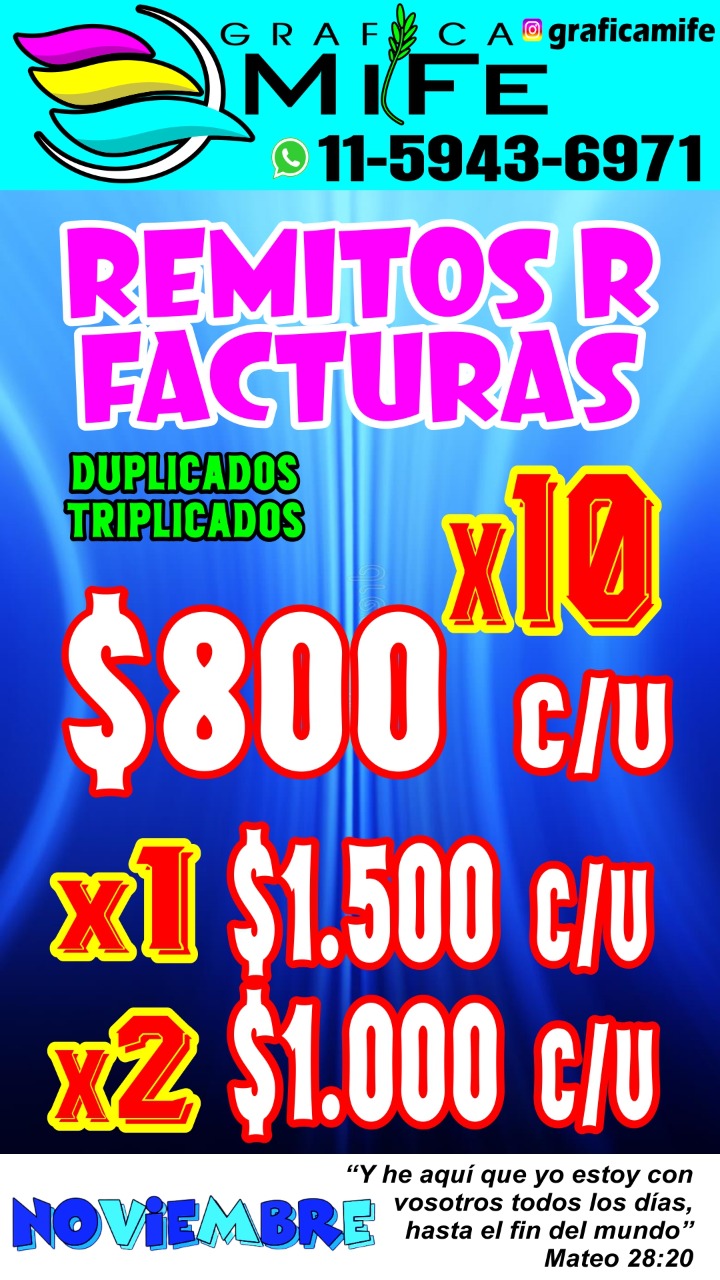 GRAFICA
graficamife
MIFE
11-5943-6971
REMITOS R
FACTURAS
DUPLICADOS
TRIPLICADOS
x10
$800 c/u
x1 $1.500 c/u
x2 $1.000 c/u
NOViEMBRE
“Y he aquí que yo estoy con
vosotros todos los días,
hasta el fin del mundo”
Mateo 28:20